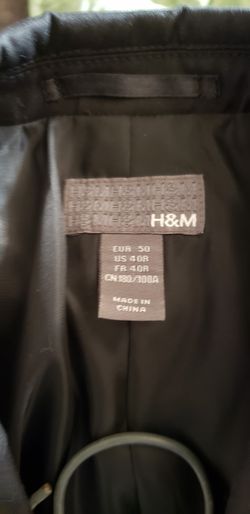 H&M
EUR 50
US 40R
FR 40R
CN 180/100A
MADE IN
CHINA